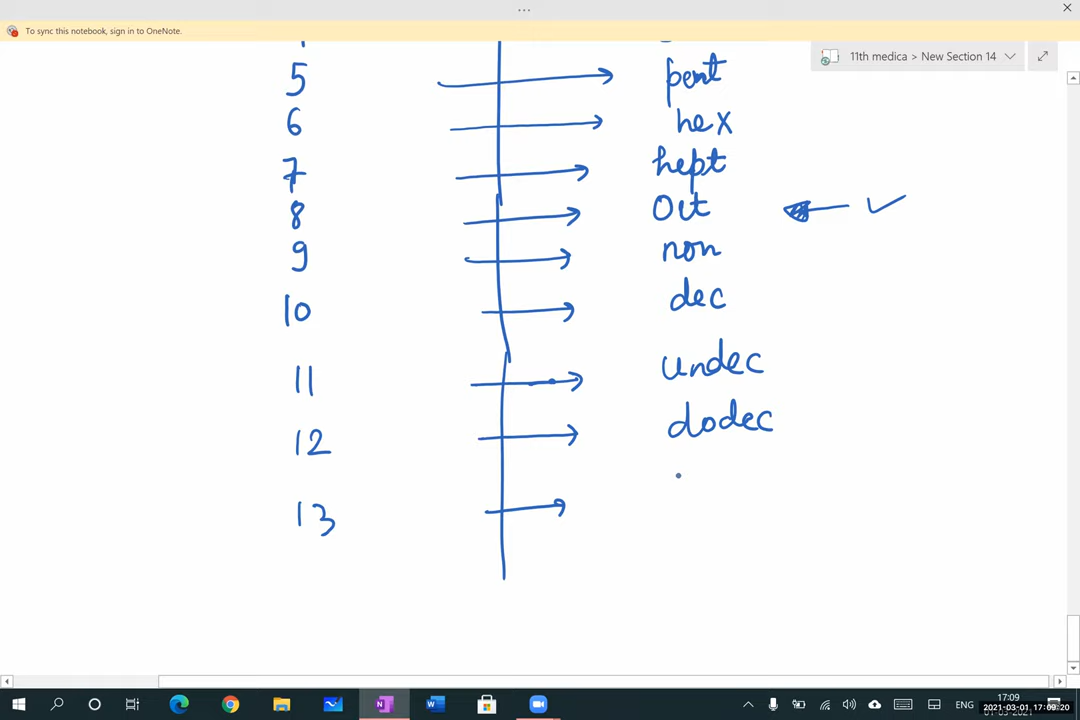 To sync this notebook, sign in to OneNote.
11th medica > New Section 14
5 pent
6 hex
7 hept
8 Oct
9 non
10 dec
11 undec
12 dodec
13
ENG
17:09
2021-03-01 17:09:20